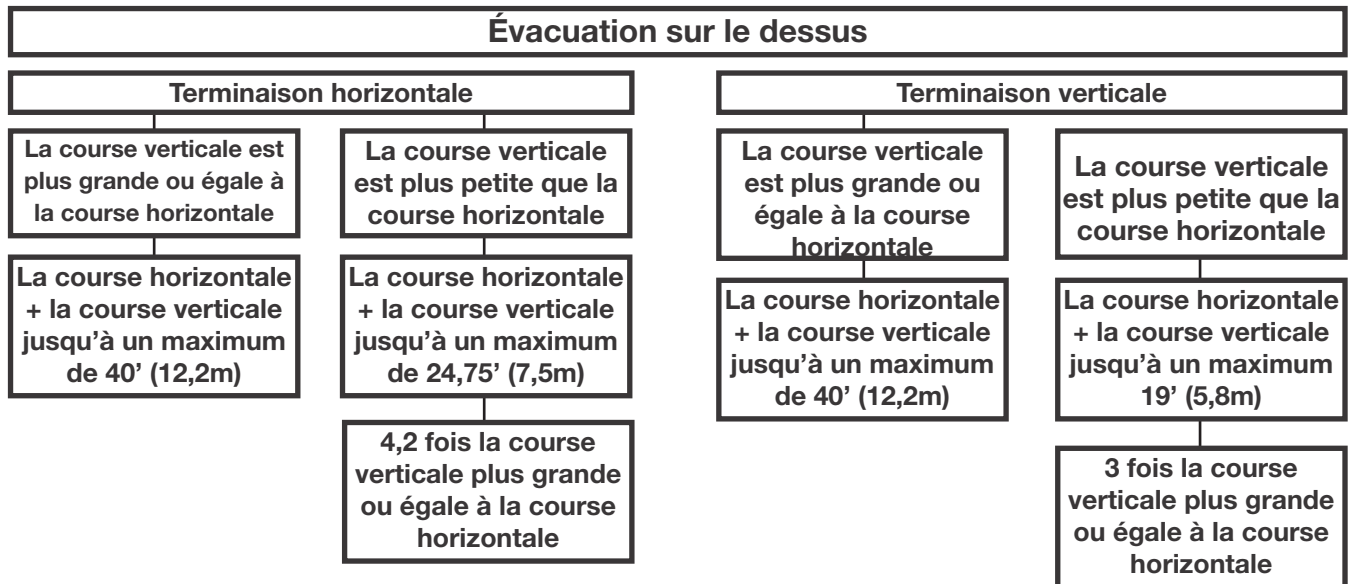 Évacuation sur le dessus
Terminaison horizontale
La course verticale est
plus grande ou égale à
la course horizontale
La course horizontale
+ la course verticale
jusqu'à un maximum
de 40' (12,2m)
La course verticale
est plus petite que la
course horizontale
La course horizontale
+ la course verticale
jusqu'à un maximum
de 24,75' (7,5m)
4,2 fois la course
verticale plus grande
ou égale à la course
horizontale
Terminaison verticale
La course verticale
est plus grande ou
égale à la course
horizontale
La course horizontale
+ la course verticale
jusqu'à un maximum
de 40' (12,2m)
La course verticale
est plus petite que la
course horizontale
La course horizontale
+ la course verticale
jusqu'à un maximum
19' (5,8m)
3 fois la course
verticale plus grande
ou égale à la course
horizontale